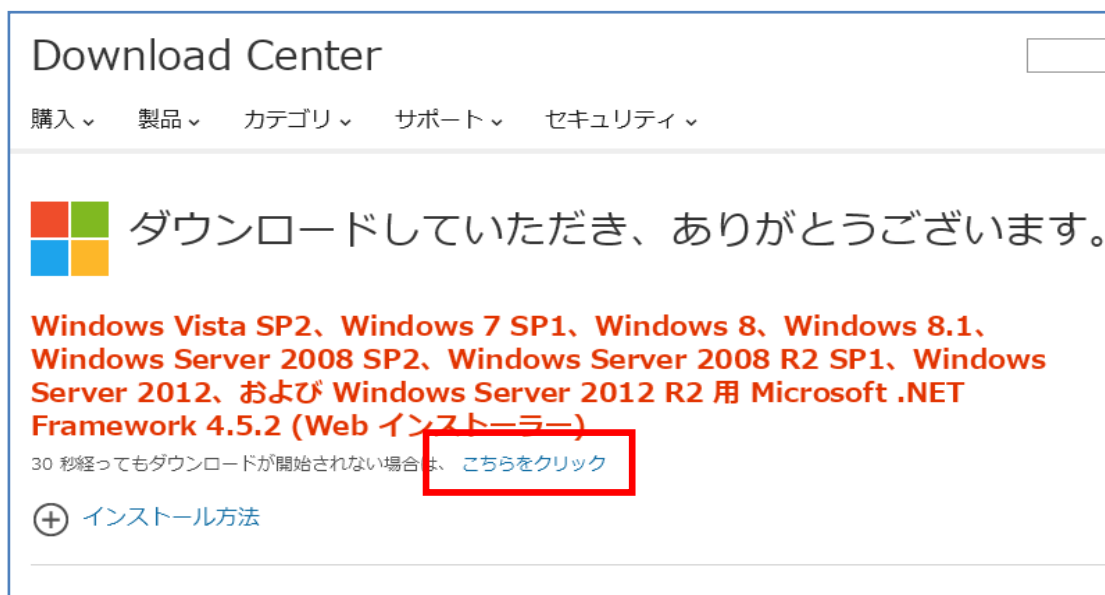 Download Center
購入 製品 カテゴリ サポート セキュリティ
ダウンロードしていただき、ありがとうございます。
Windows Vista SP2、Windows 7 SP1、Windows 8、Windows 8.1、
Windows Server 2008 SP2、Windows Server 2008 R2 SP1、Windows
Server 2012、および Windows Server 2012 R2 用 Microsoft .NET
Framework 4.5.2 (Web インストーラー)
30 秒経ってもダウンロードが開始されない場合は、 こちらをクリック
インストール方法